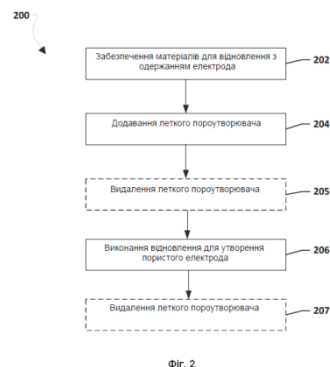 200
Забезпечення матеріалів для відновлення з
одержанням електрода
202
Додавання леткого пороутворювача
204
Видалення леткого пороутворювача
205
Виконання відновлення для утворення
пористого електрода
206
Видалення леткого пороутворювача
207
Фіг. 2